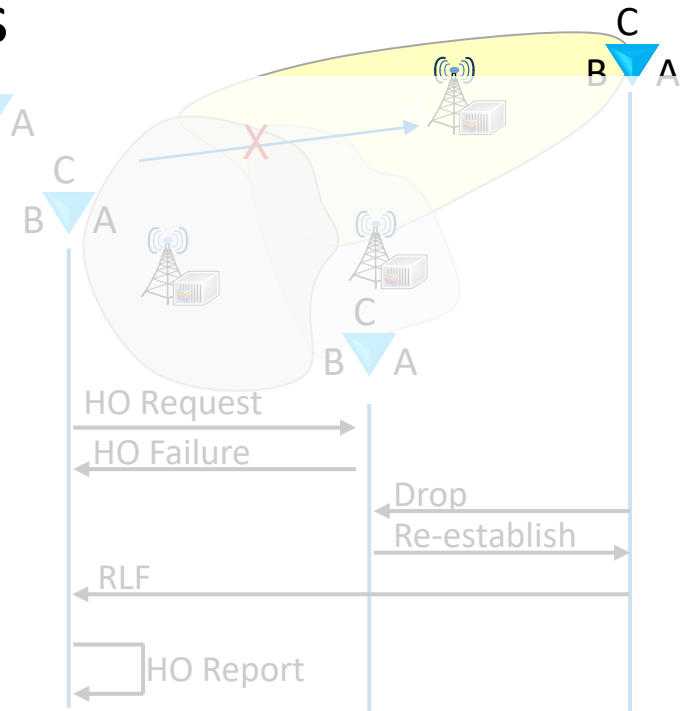 s
C
B A
A
C
B A
X
C
B A
HO Request
HO Failure
Drop
Re-establish
RLF
HO Report